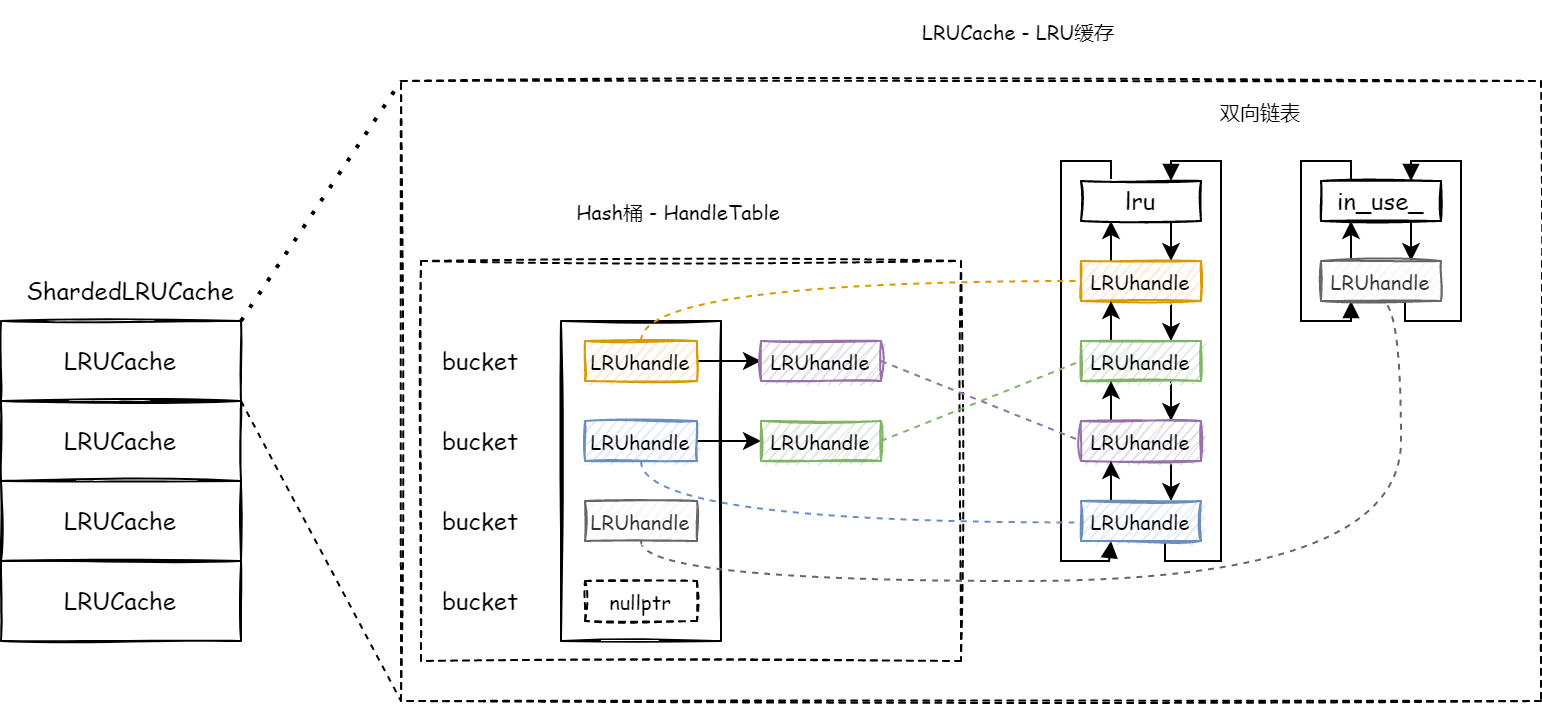 LRUCache - LRU缓存
双向链表
Hash桶 - HandleTable
ShardedLRUCache
LRUCache
LRUCache
LRUCache
LRUCache
bucket
LRUhandle
LRUhandle
bucket
LRUhandle
LRUhandle
bucket
LRUhandle
bucket
nullptr
lru
LRUhandle
LRUhandle
LRUhandle
LRUhandle
in_use_
LRUhandle